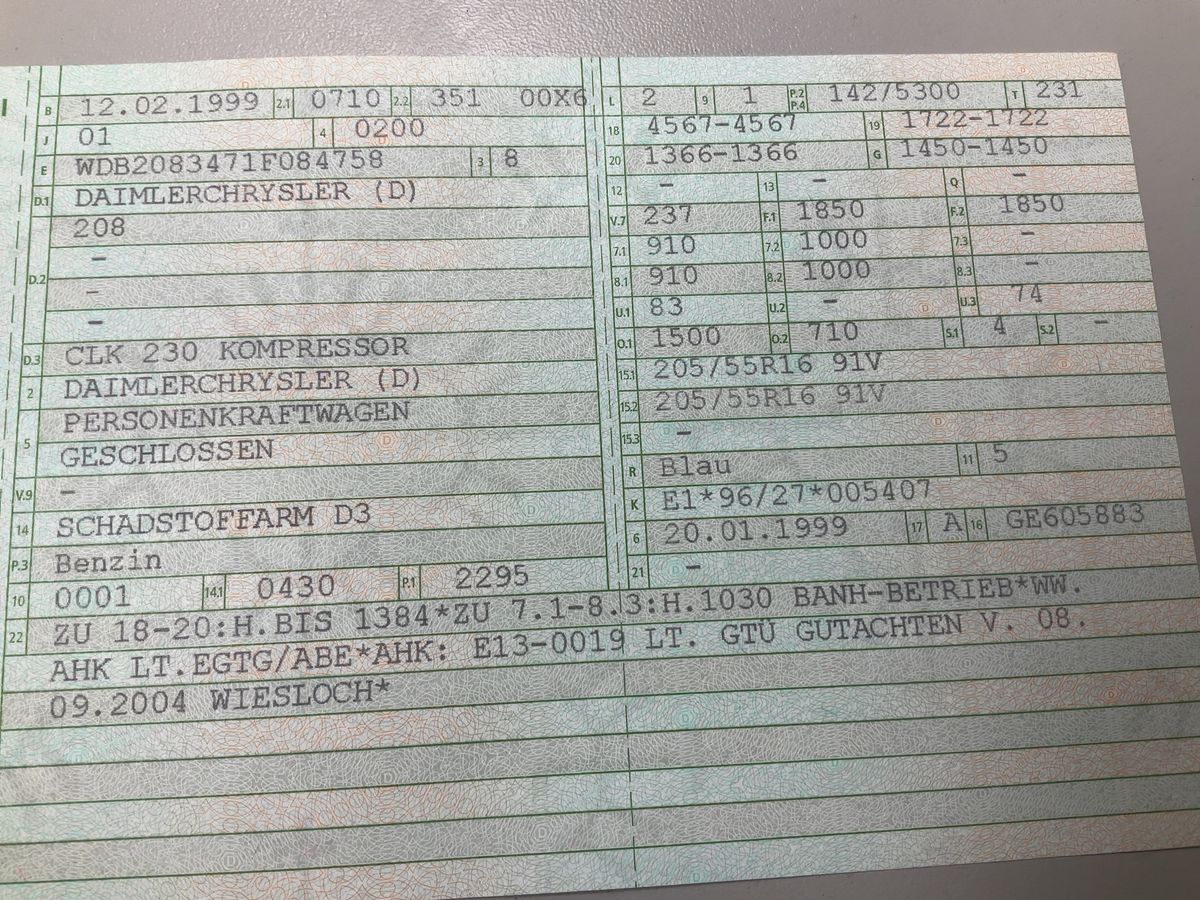 B 12.02.1999 2.1 0710 2.2 351 00X6
J 01 4 0200
E WDB2083471F084758 3 8
D.1 DAIMLERCHRYSLER (D)
D.2 208
–
–
–
D.3 CLK 230 KOMPRESSOR
2 DAIMLERCHRYSLER (D)
5 PERSONENKRAFTWAGEN
GESCHLOSSEN
V.9 –
14 SCHADSTOFFARM D3
P.3 Benzin
10 0001 14.1 0430 P.1 2295
L 2 9 1 P.2 P.4 142/5300 T 231
18 4567-4567 19 1722-1722
20 1366-1366 G 1450-1450
12 – 13 – Q –
V.7 237 F.1 1850 F.2 1850
7.1 910 7.2 1000 7.3 –
8.1 910 8.2 1000 8.3 –
U.1 83 U.2 – U.3 74
O.1 1500 O.2 710 S.1 4 S.2 –
15.1 205/55R16 91V
15.2 205/55R16 91V
15.3 –
R Blau 11 5
K E1*96/27*005407
6 20.01.1999 17 A 16 GE605883
21 –
22 ZU 18-20:H.BIS 1384*ZU 7.1-8.3:H.1030 BANH-BETRIEB*WW.
AHK LT.EGTG/ABE*AHK: E13-0019 LT. GTÜ GUTACHTEN V. 08.
09.2004 WIESLOCH*